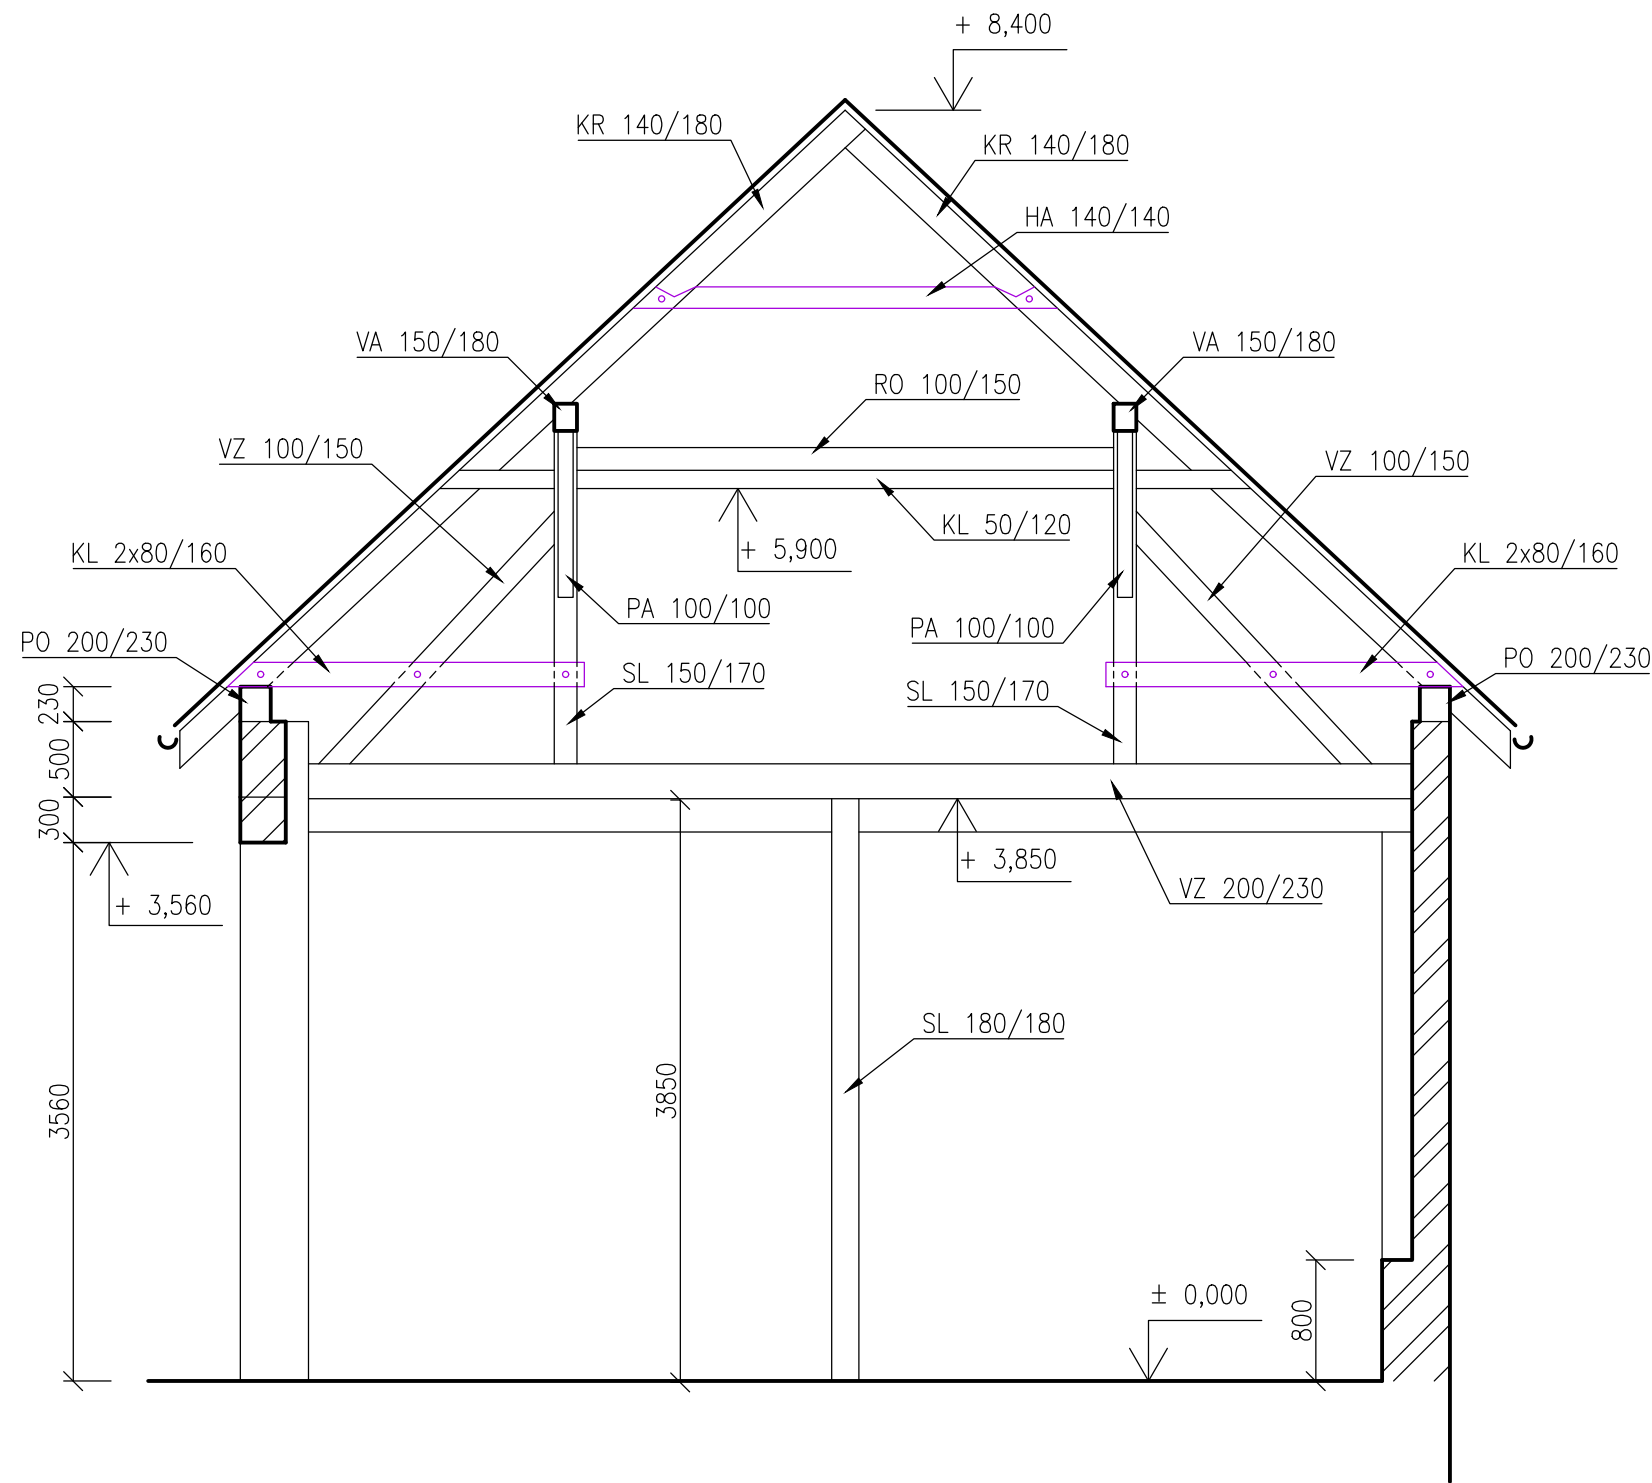 + 8,400
KR 140/180
KR 140/180
HA 140/140
VA 150/180
VA 150/180
RO 100/150
VZ 100/150
VZ 100/150
KL 50/120
+ 5,900
KL 2x80/160
KL 2x80/160
PA 100/100
PA 100/100
PO 200/230
PO 200/230
SL 150/170
SL 150/170
230
500
300
+ 3,850
VZ 200/230
+ 3,560
SL 180/180
3560
3850
± 0,000
800